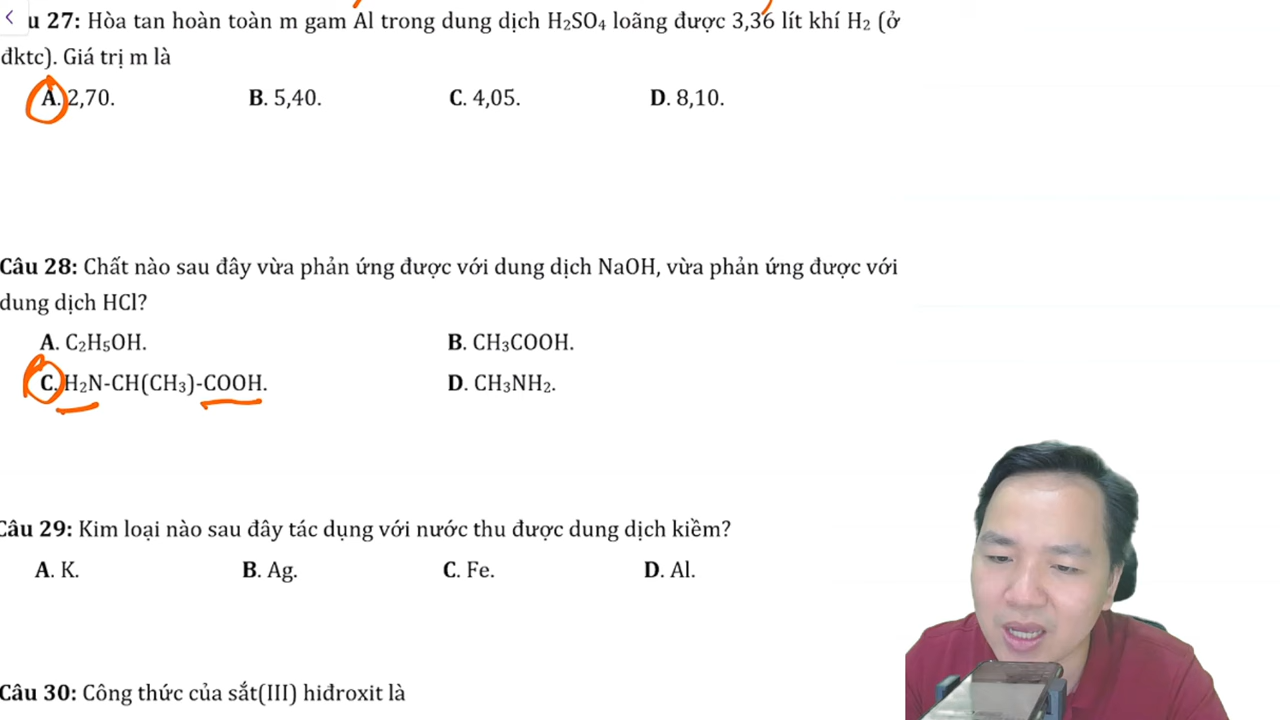 u 27: Hòa tan hoàn toàn m gam Al trong dung dịch H₂SO₄ loãng được 3,36 lít khí H₂ (ở
đktc). Giá trị m là
A. 2,70. B. 5,40. C. 4,05. D. 8,10.
Câu 28: Chất nào sau đây vừa phản ứng được với dung dịch NaOH, vừa phản ứng được với
dung dịch HCl?
A. C₂H₅OH. B. CH₃COOH.
C. H₂N-CH(CH₃)-COOH. D. CH₃NH₂.
Câu 29: Kim loại nào sau đây tác dụng với nước thu được dung dịch kiềm?
A. K. B. Ag. C. Fe. D. Al.
Câu 30: Công thức của sắt(III) hiđroxit là